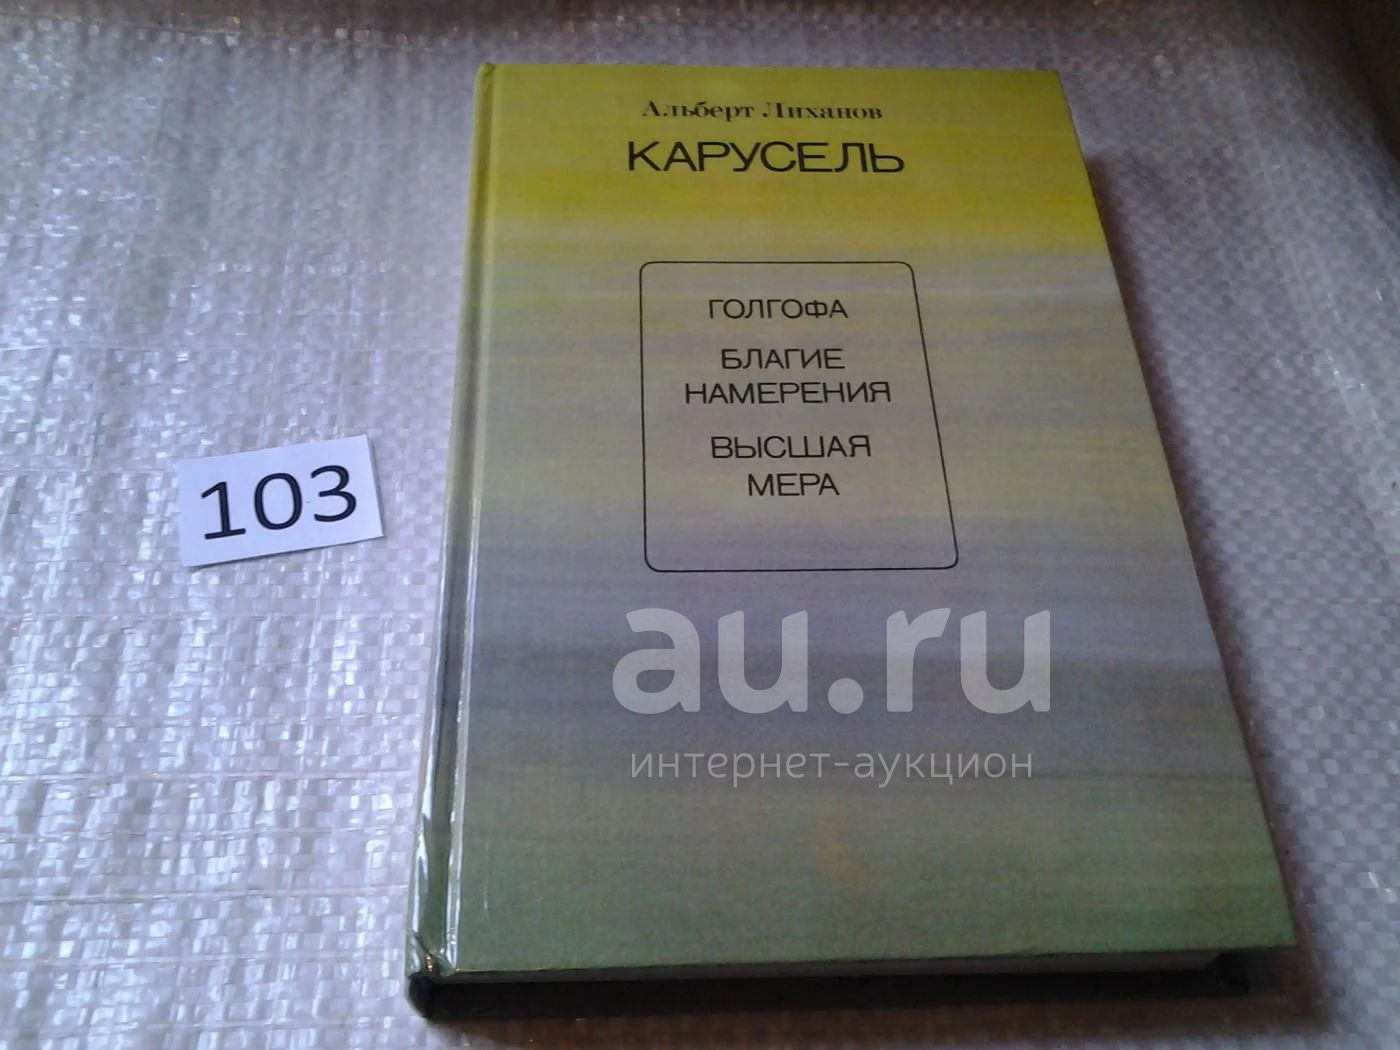 Альберт Лиханов
КАРУСЕЛЬ
ГОЛГОФА
БЛАГИЕ
НАМЕРЕНИЯ
ВЫСШАЯ
МЕРА
103
au.ru
интернет-аукцион